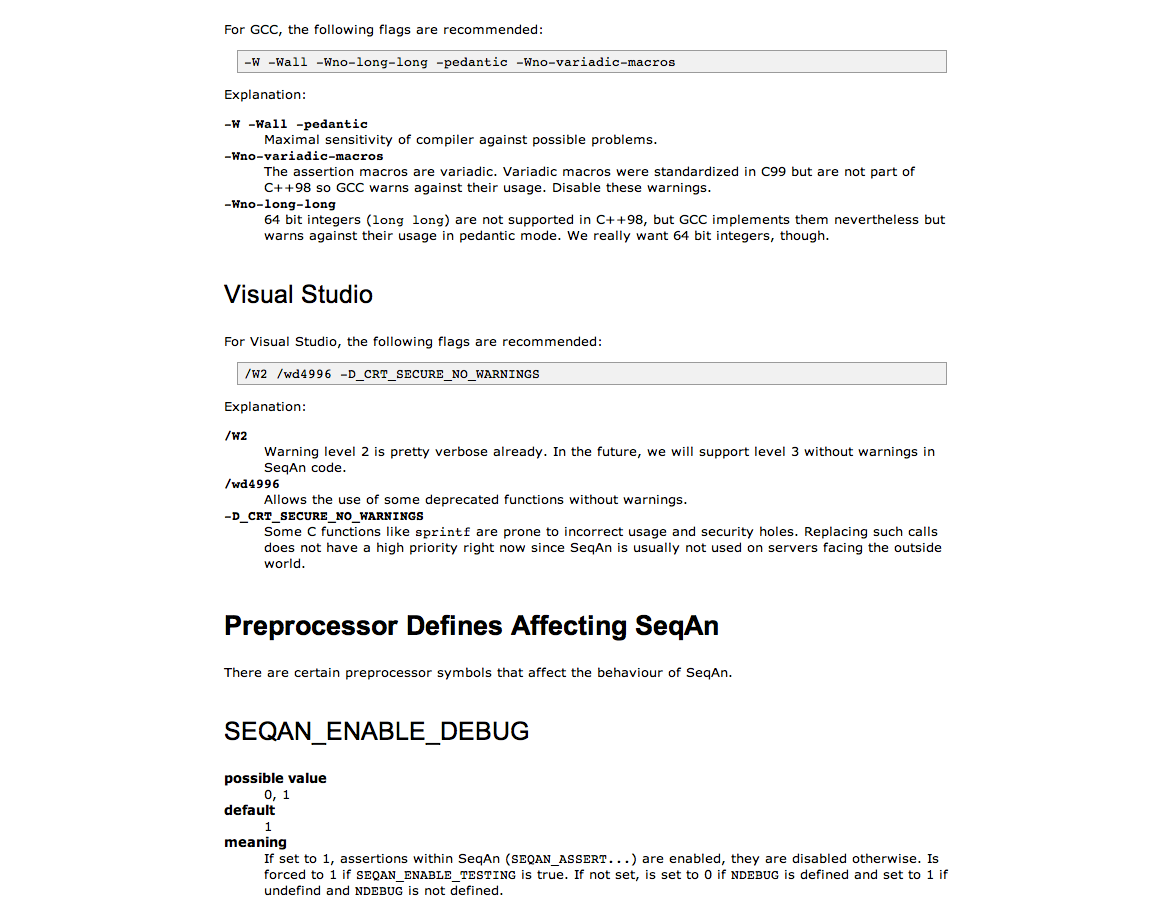 For GCC, the following flags are recommended:
-W -Wall -Wno-long-long -pedantic -Wno-variadic-macros
Explanation:
-W -Wall -pedantic
Maximal sensitivity of compiler against possible problems.
-Wno-variadic-macros
The assertion macros are variadic. Variadic macros were standardized in C99 but are not part of
C++98 so GCC warns against their usage. Disable these warnings.
-Wno-long-long
64 bit integers (long long) are not supported in C++98, but GCC implements them nevertheless but
warns against their usage in pedantic mode. We really want 64 bit integers, though.
Visual Studio
For Visual Studio, the following flags are recommended:
/W2 /wd4996 -D_CRT_SECURE_NO_WARNINGS
Explanation:
/W2
Warning level 2 is pretty verbose already. In the future, we will support level 3 without warnings in
SeqAn code.
/wd4996
Allows the use of some deprecated functions without warnings.
-D_CRT_SECURE_NO_WARNINGS
Some C functions like sprintf are prone to incorrect usage and security holes. Replacing such calls
does not have a high priority right now since SeqAn is usually not used on servers facing the outside
world.
Preprocessor Defines Affecting SeqAn
There are certain preprocessor symbols that affect the behaviour of SeqAn.
SEQAN_ENABLE_DEBUG
possible value
0, 1
default
1
meaning
If set to 1, assertions within SeqAn (SEQAN_ASSERT...) are enabled, they are disabled otherwise. Is
forced to 1 if SEQAN_ENABLE_TESTING is true. If not set, is set to 0 if NDEBUG is defined and set to 1 if
undefind and NDEBUG is not defined.